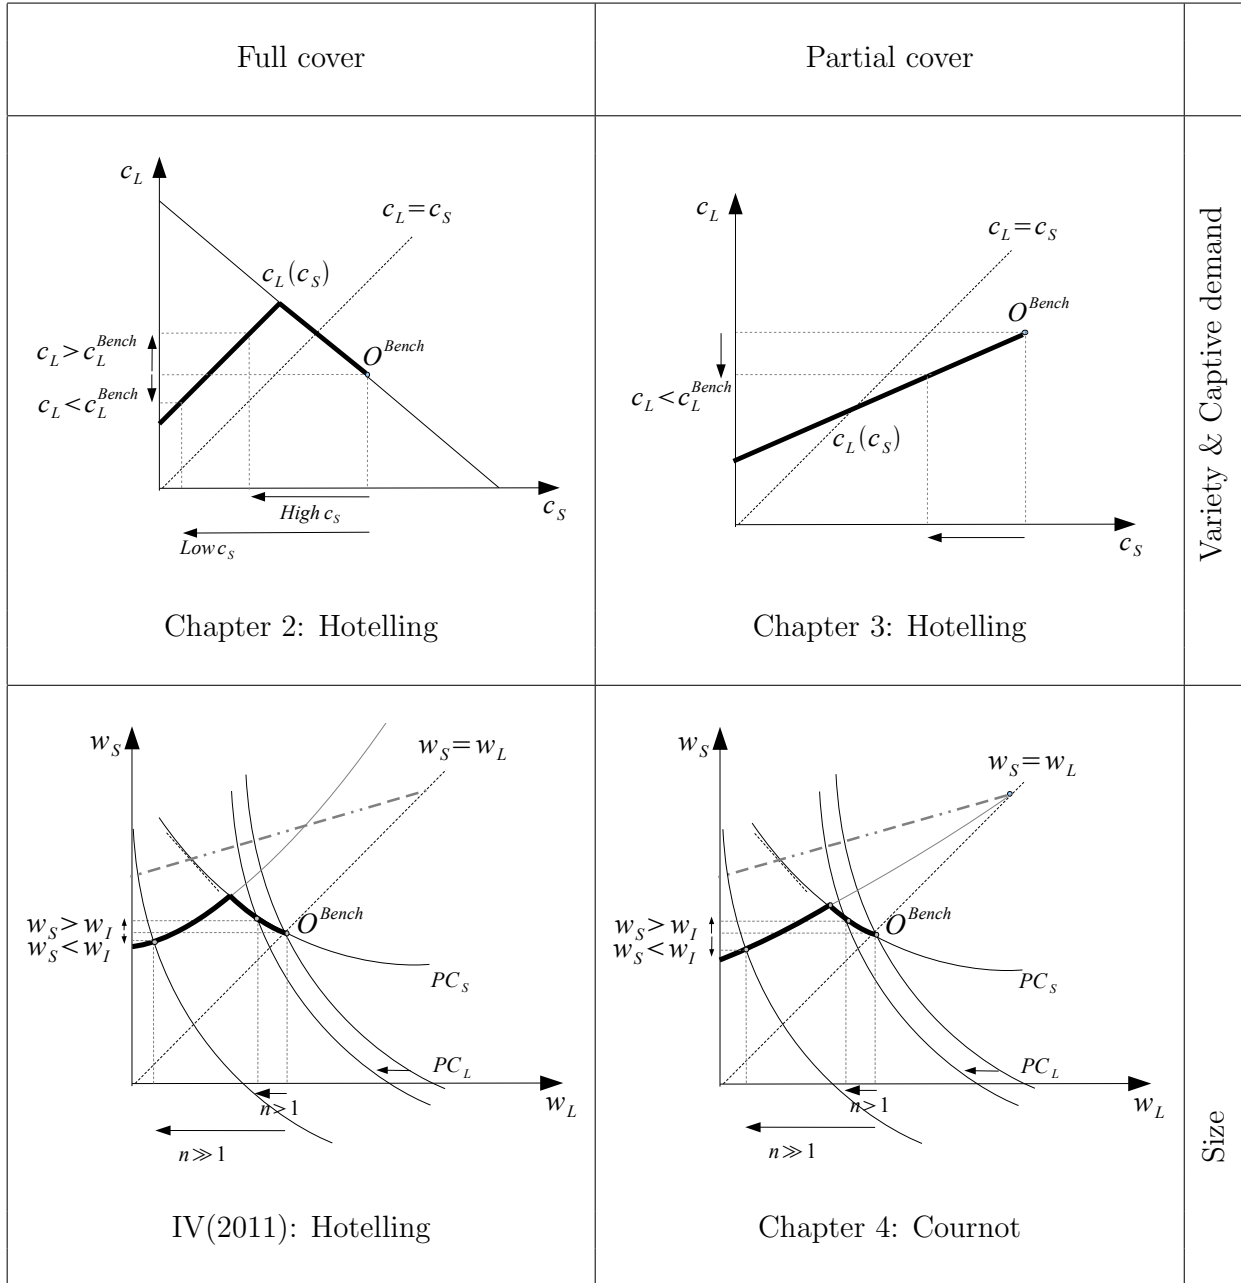 Full cover
Partial cover
c_L
c_L=c_S
c_L(c_S)
c_L>c_L^Bench
O^Bench
c_L<c_L^Bench
High c_S
c_S
Low c_S
Chapter 2: Hotelling
c_L
c_L=c_S
O^Bench
c_L<c_L^Bench
c_L(c_S)
c_S
Chapter 3: Hotelling
Variety & Captive demand
w_S
w_S=w_L
w_S>w_I
w_S<w_I
O^Bench
PC_S
PC_L
n>1
w_L
n≫1
IV(2011): Hotelling
w_S
w_S=w_L
w_S>w_I
w_S<w_I
O^Bench
PC_S
PC_L
n>1
w_L
n≫1
Chapter 4: Cournot
Size